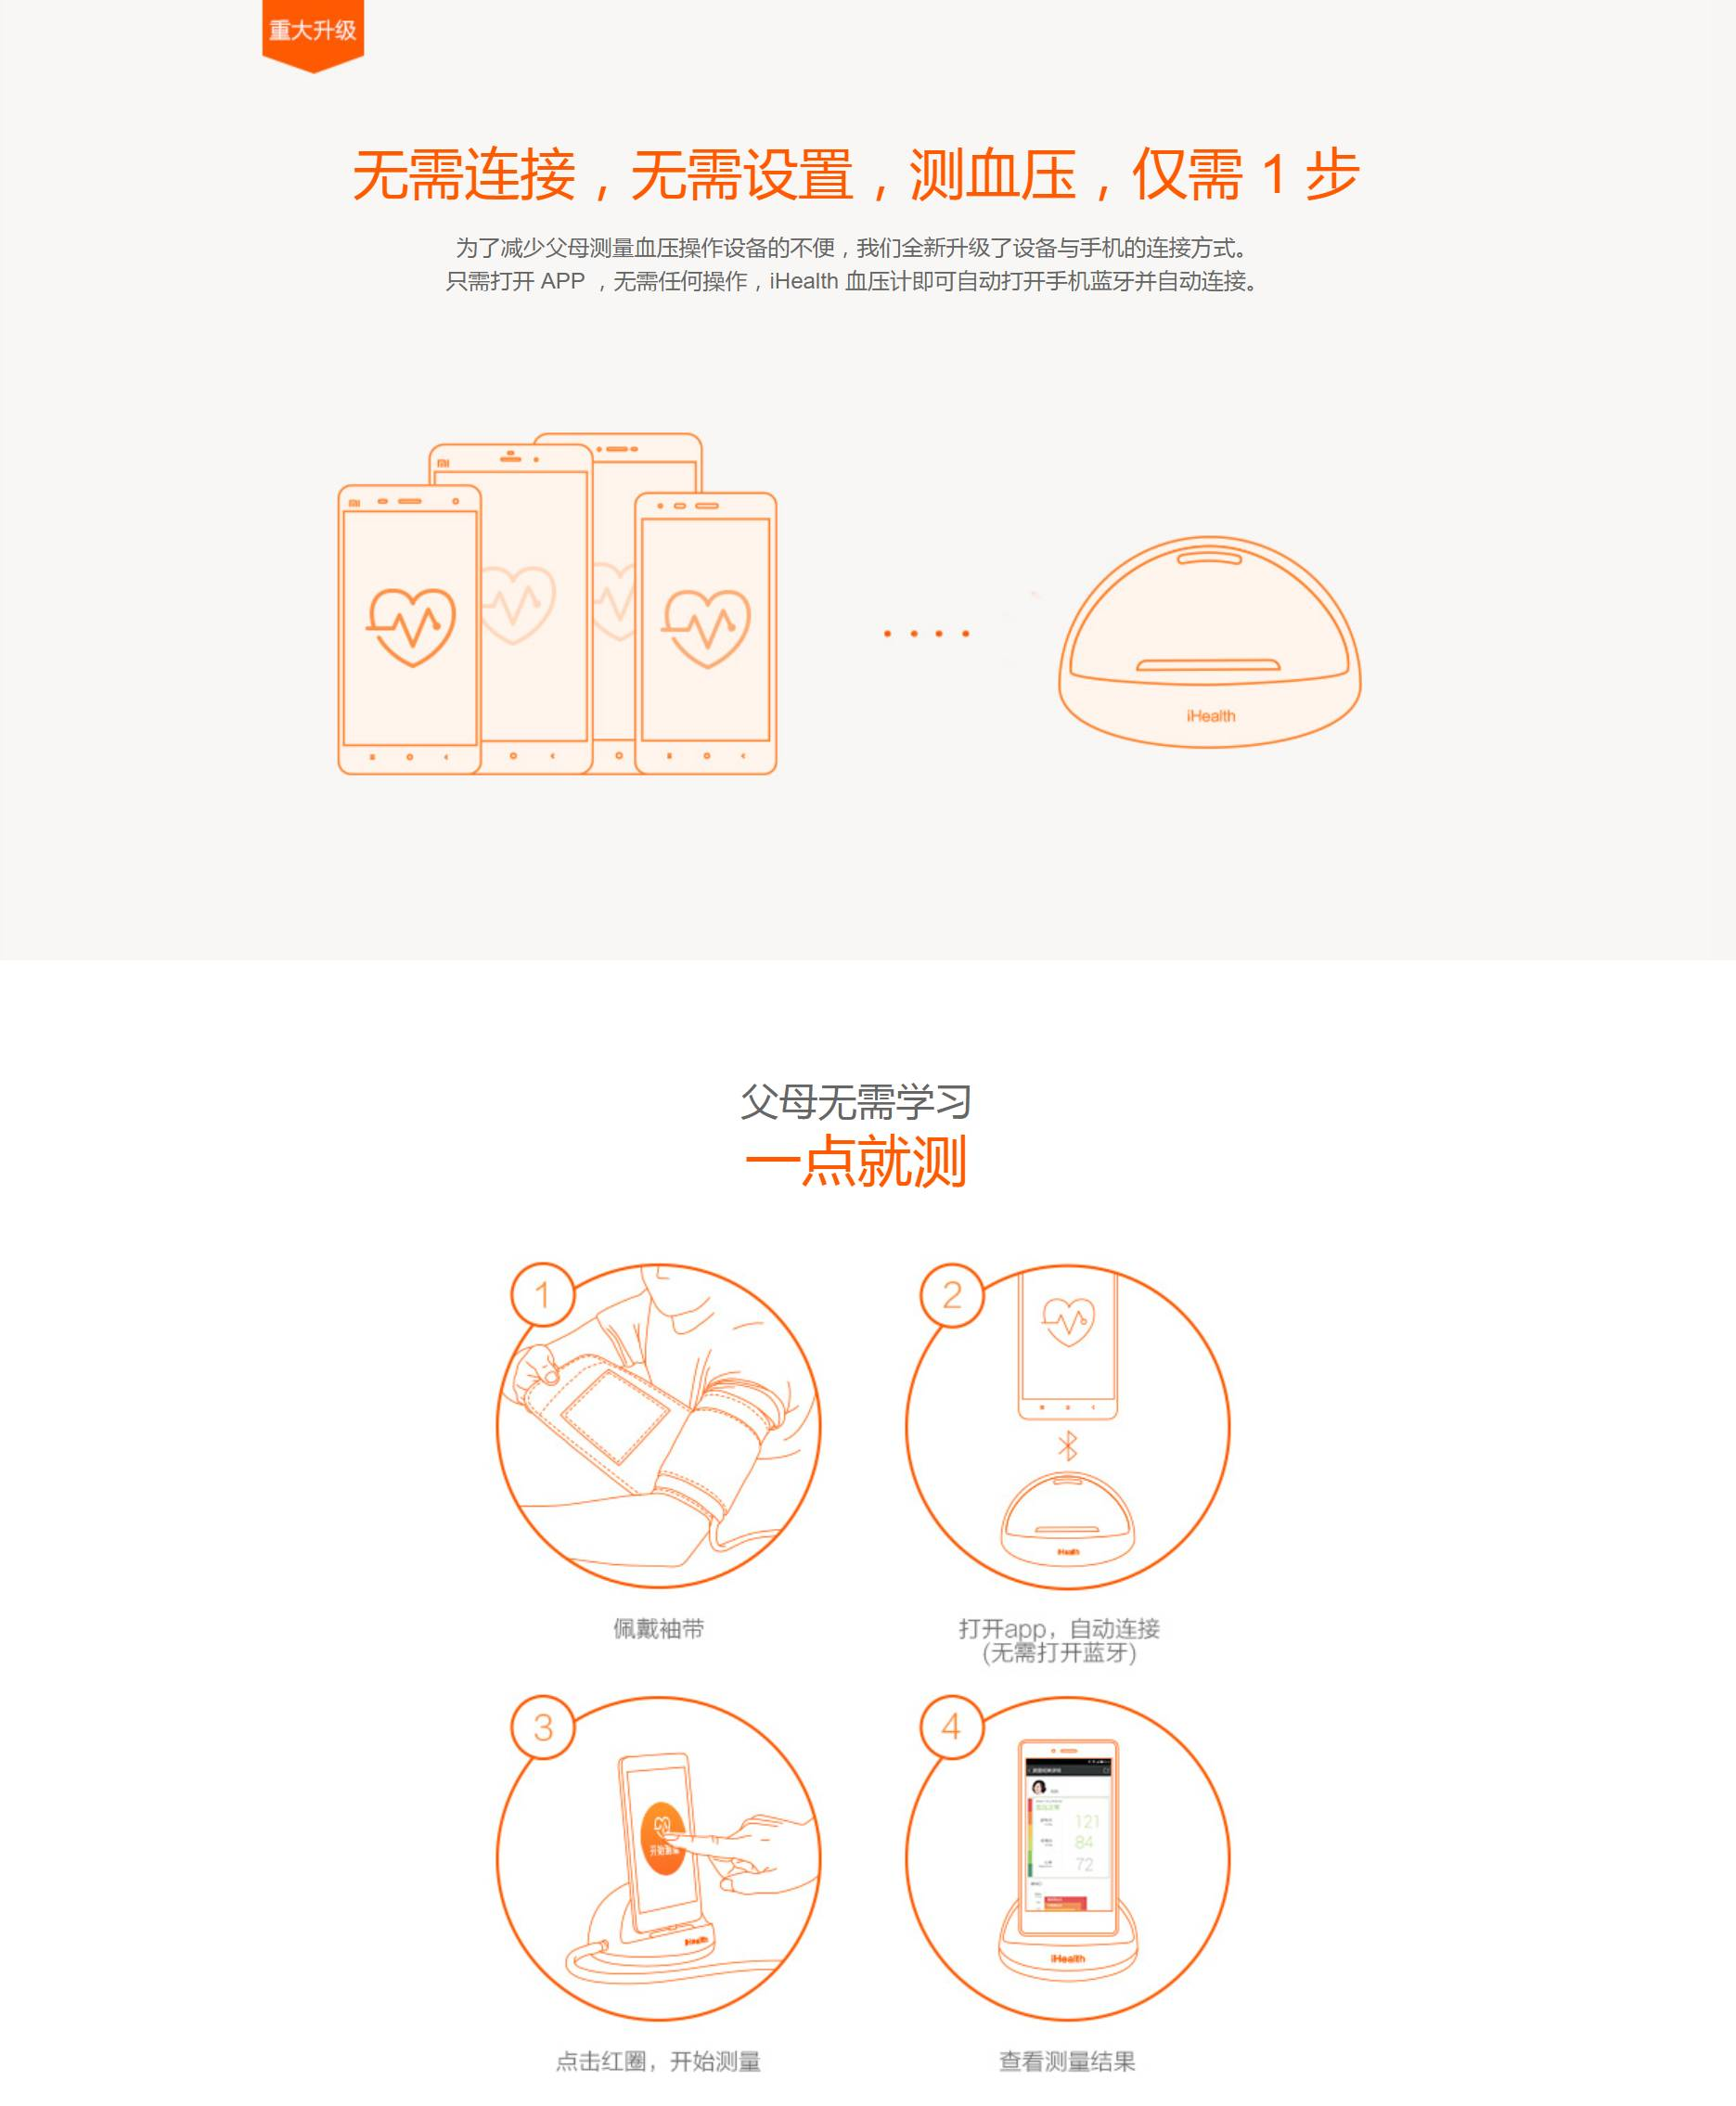 重大升级
无需连接，无需设置，测血压，仅需 1 步
为了减少父母测量血压操作设备的不便，我们全新升级了设备与手机的连接方式。
只需打开 APP ，无需任何操作，iHealth 血压计即可自动打开手机蓝牙并自动连接。
MI
MI
iHealth
父母无需学习
一点就测
1
2
iHealth
佩戴袖带
打开app，自动连接
(无需打开蓝牙)
3
4
开始测量
121
84
72
iHealth
iHealth
点击红圈，开始测量
查看测量结果